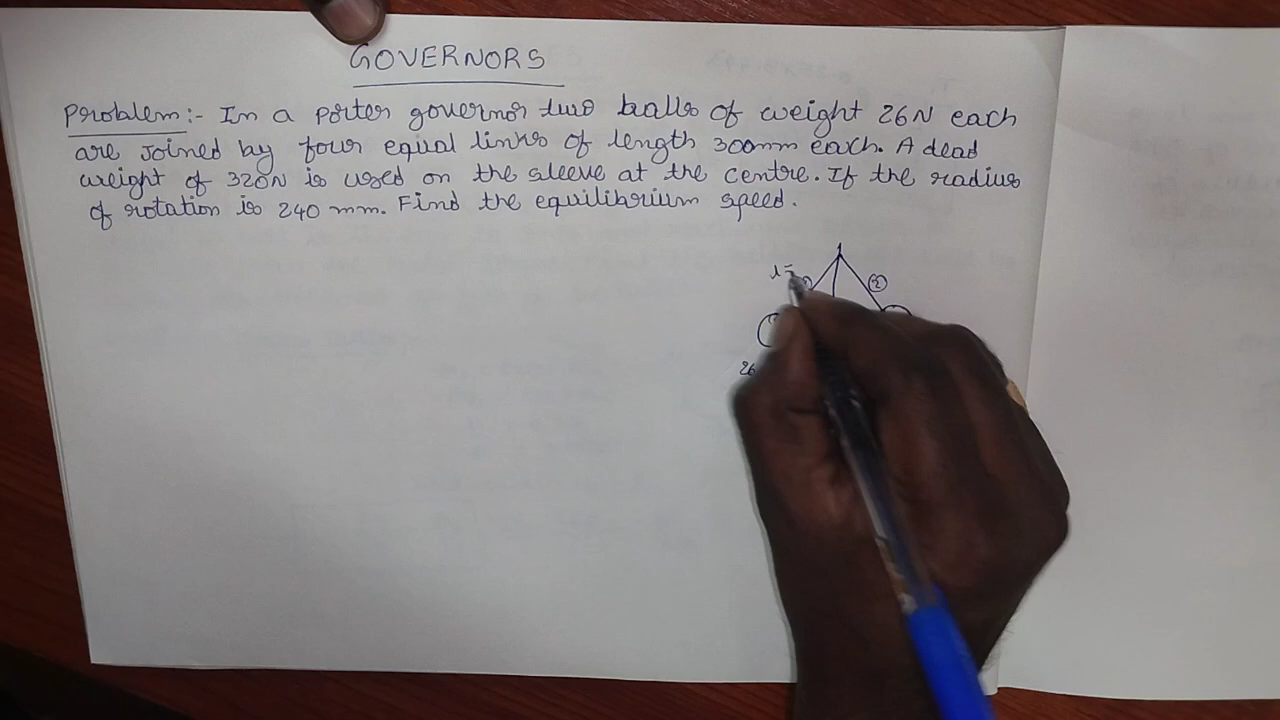 GOVERNORS
Problem:- In a porter governor two balls of weight 26N each
are joined by four equal links of length 300mm each. A dead
weight of 320N is used on the sleeve at the centre. If the radius
of rotation is 240 mm. Find the equilibrium speed.
l=
2
26